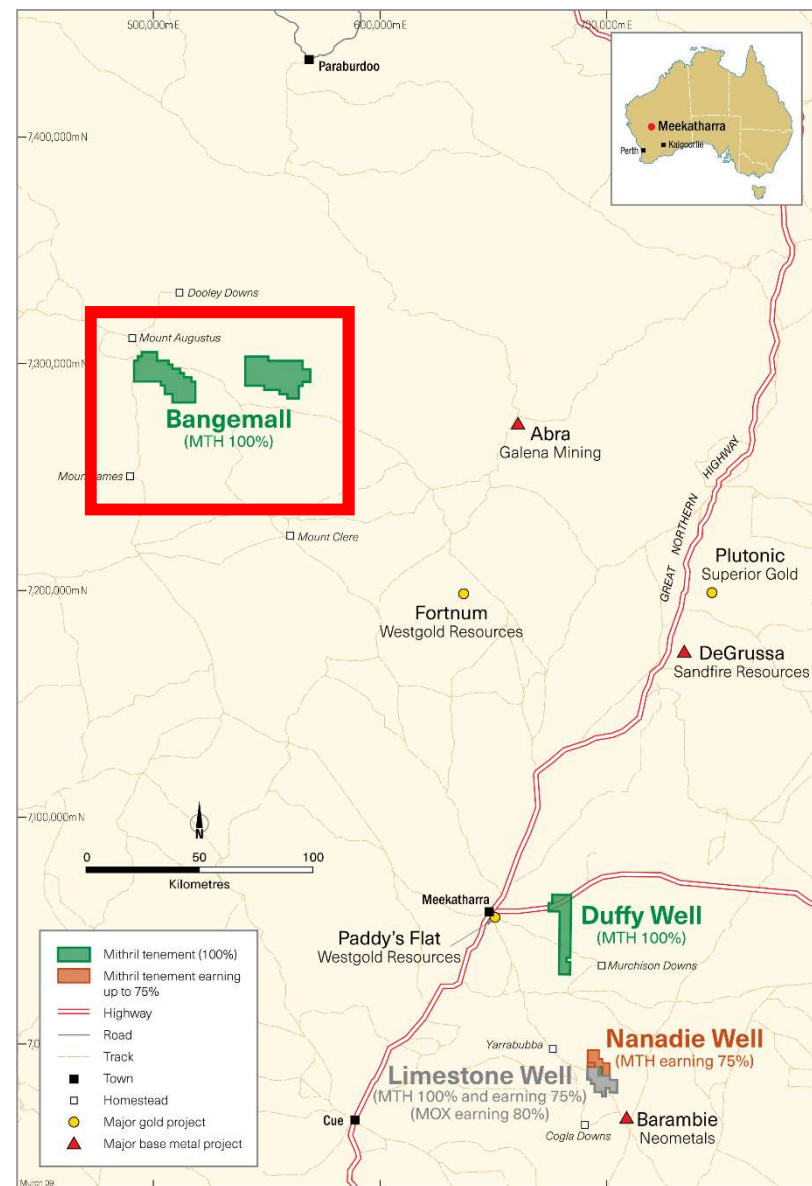 500,000mE
600,000mE
Paraburdoo
Meekatharra
Perth
Kalgoorlie
7,400,000mN
Dooley Downs
Mount Augustus
7,300,000mN
Bangemall
(MTH 100%)
Abra
Galena Mining
GREAT NORTHERN HIGHWAY
Mount Clere
Plutonic
Superior Gold
7,200,000mN
Fortnum
Westgold Resources
DeGrussa
Sandfire Resources
7,100,000mN
N
0 50 100
Kilometres
Meekatharra
Duffy Well
(MTH 100%)
Paddy's Flat
Westgold Resources
Murchison Downs
Yarrabubba
Nanadie Well
(MTH earning 75%)
Limestone Well
(MTH 100% and earning 75%)
(MOX earning 80%)
Cue
Cogla Downs
Barambie
Neometals
Mithril tenement (100%)
Mithril tenement earning
up to 75%
Highway
Road
Track
Town
Homestead
Major gold project
Major base metal project